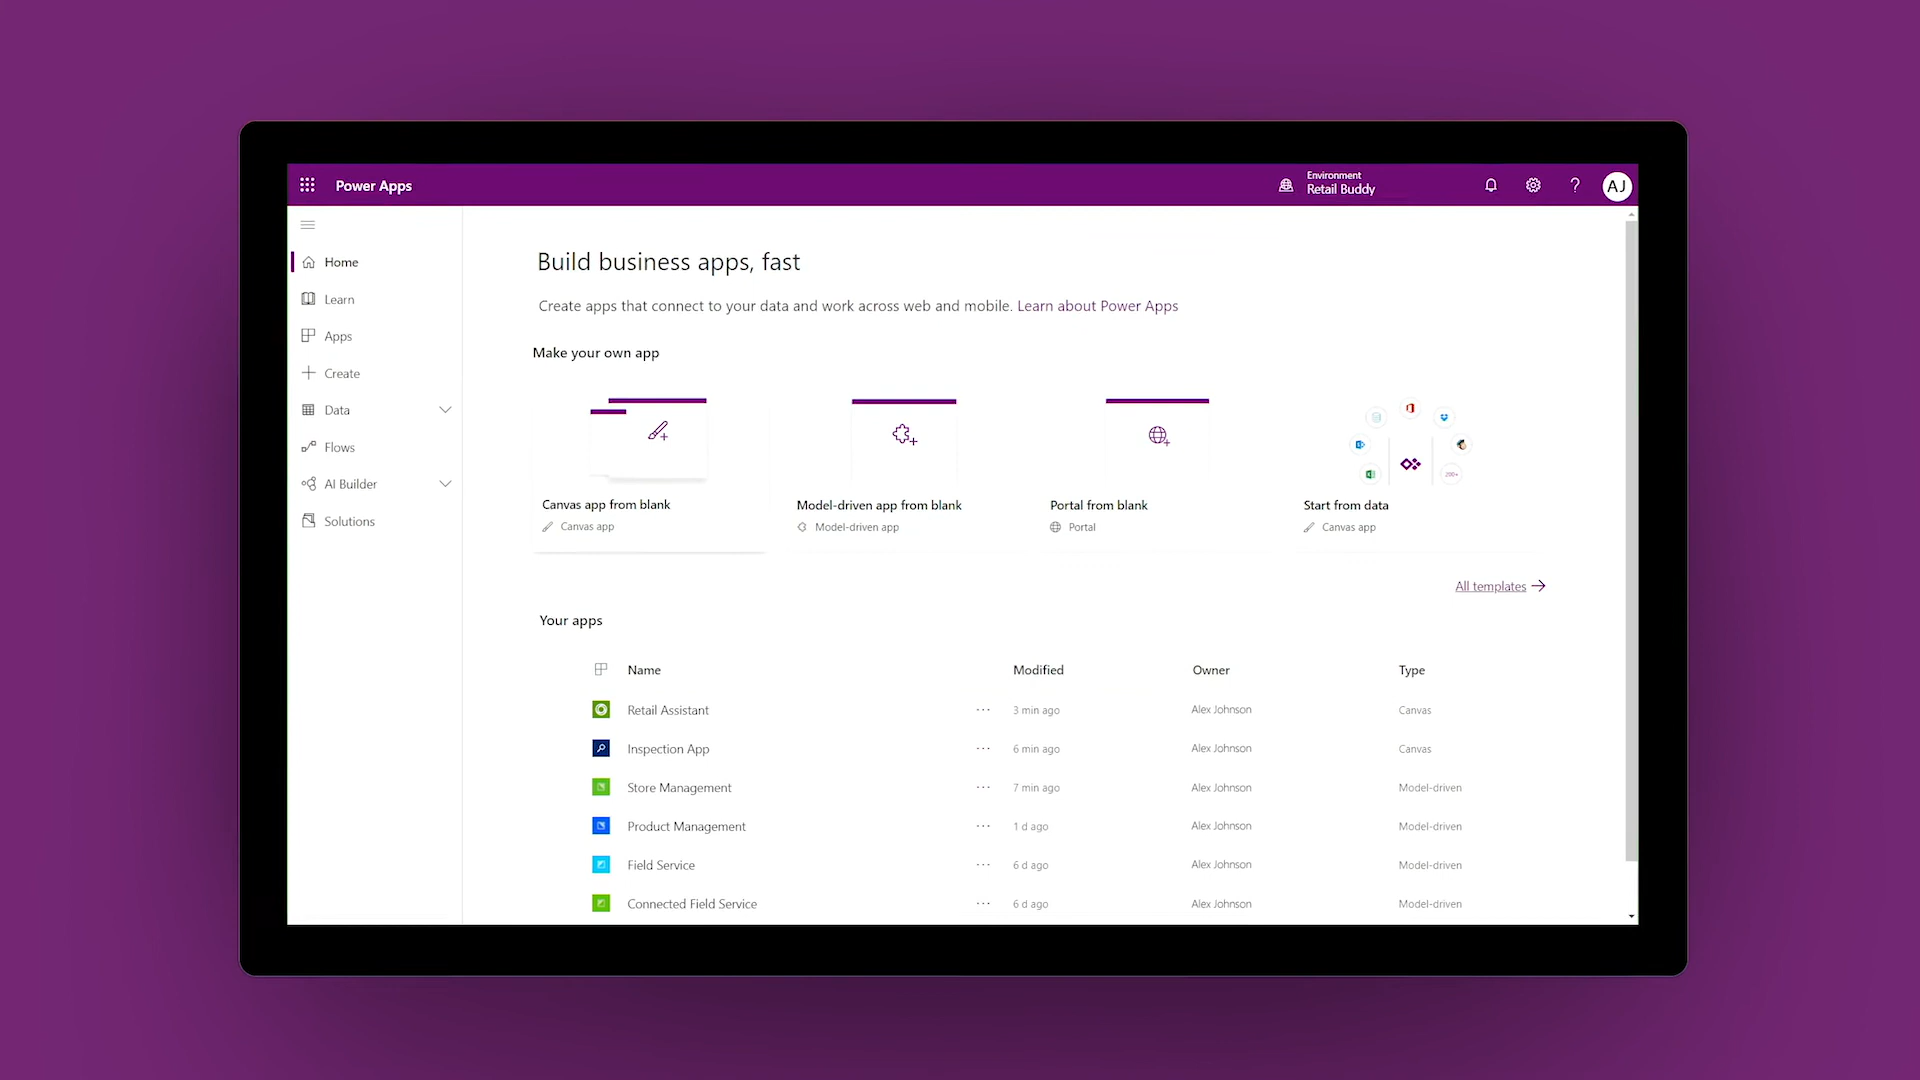 Power Apps
Environment
Retail Buddy
?
AJ
Home
Learn
Apps
Create
Data
Flows
AI Builder
Solutions
Build business apps, fast
Create apps that connect to your data and work across web and mobile. Learn about Power Apps
Make your own app
200+
Canvas app from blank
Canvas app
Model-driven app from blank
Model-driven app
Portal from blank
Portal
Start from data
Canvas app
All templates
Your apps
Name Modified Owner Type
Retail Assistant ... 3 min ago Alex Johnson Canvas
Inspection App ... 6 min ago Alex Johnson Canvas
Store Management ... 7 min ago Alex Johnson Model-driven
Product Management ... 1 d ago Alex Johnson Model-driven
Field Service ... 6 d ago Alex Johnson Model-driven
Connected Field Service ... 6 d ago Alex Johnson Model-driven